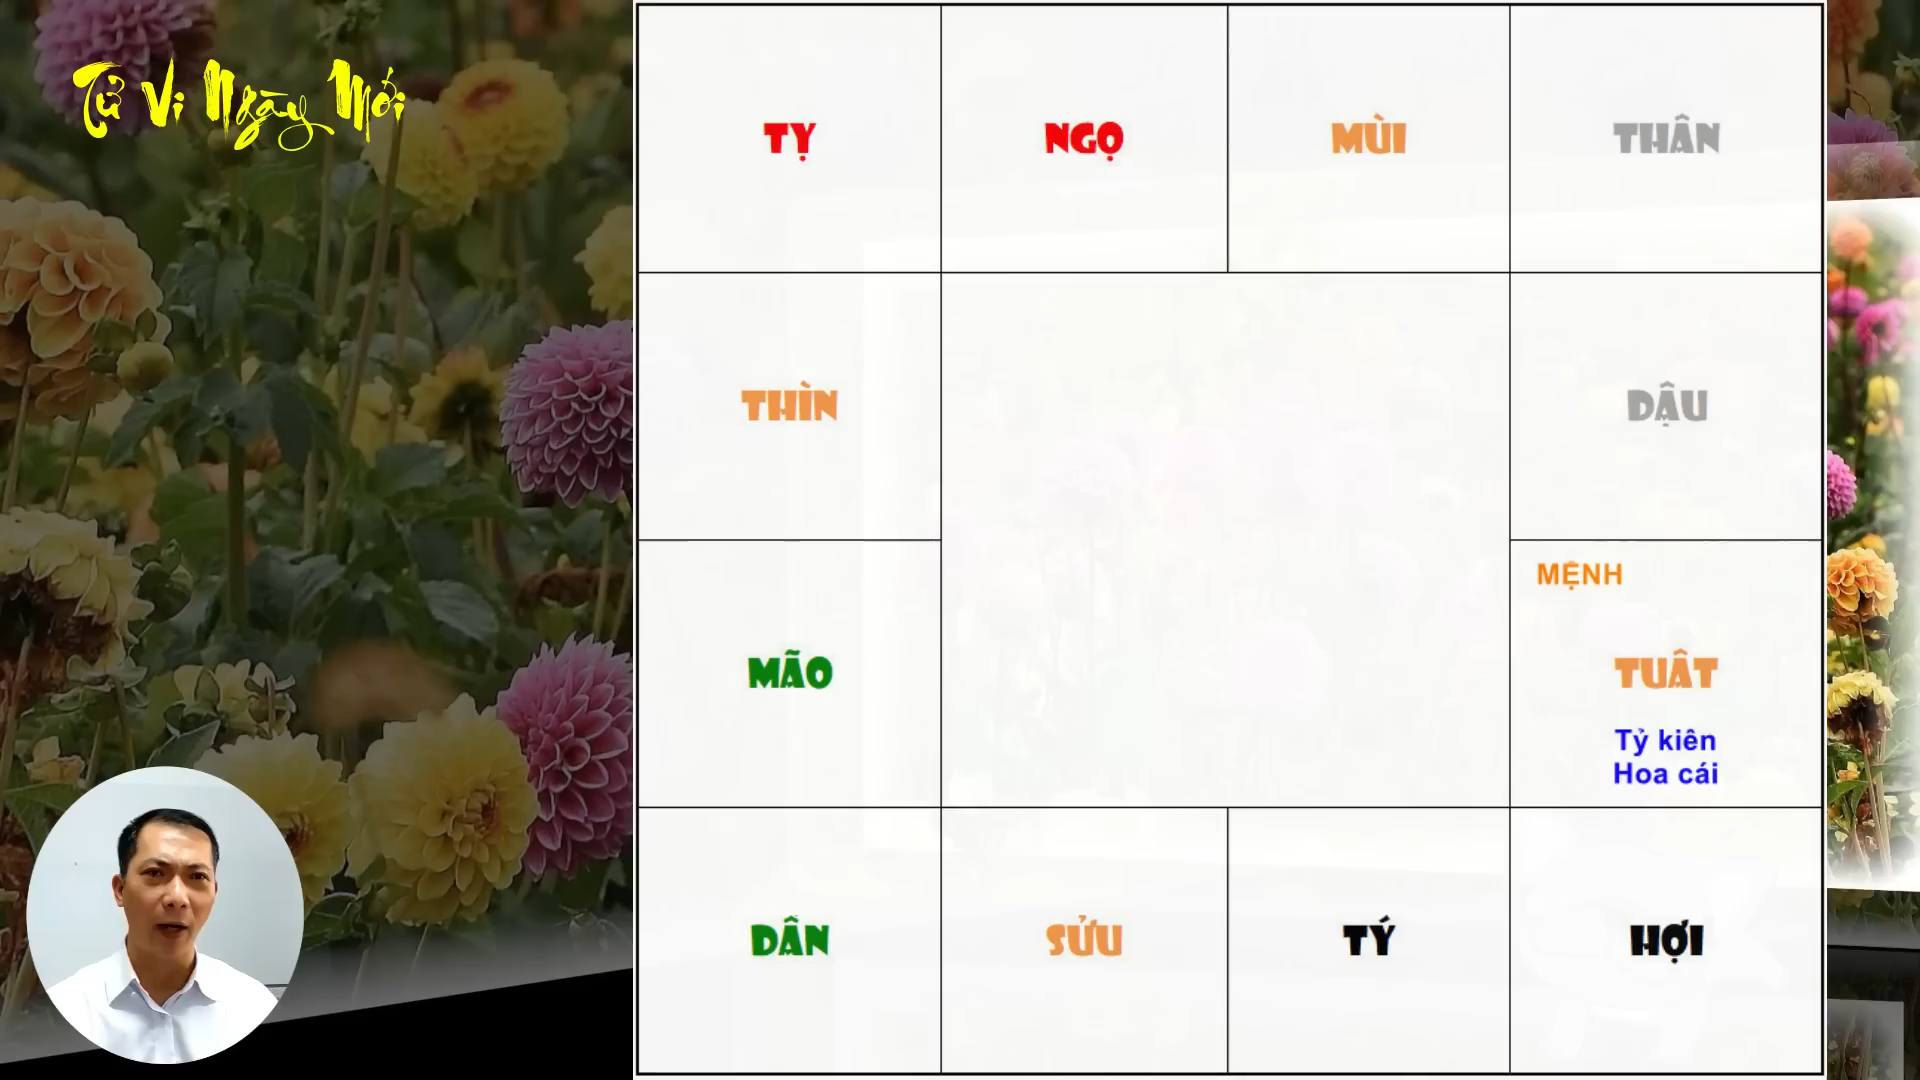 Tử Vi Ngày Mới
TỴ
NGỌ
MÙI
THÂN
THÌN
DẬU
MÃO
MỆNH
TUẤT
Tỷ kiên
Hoa cái
DẦN
SỬU
TÝ
HỢI